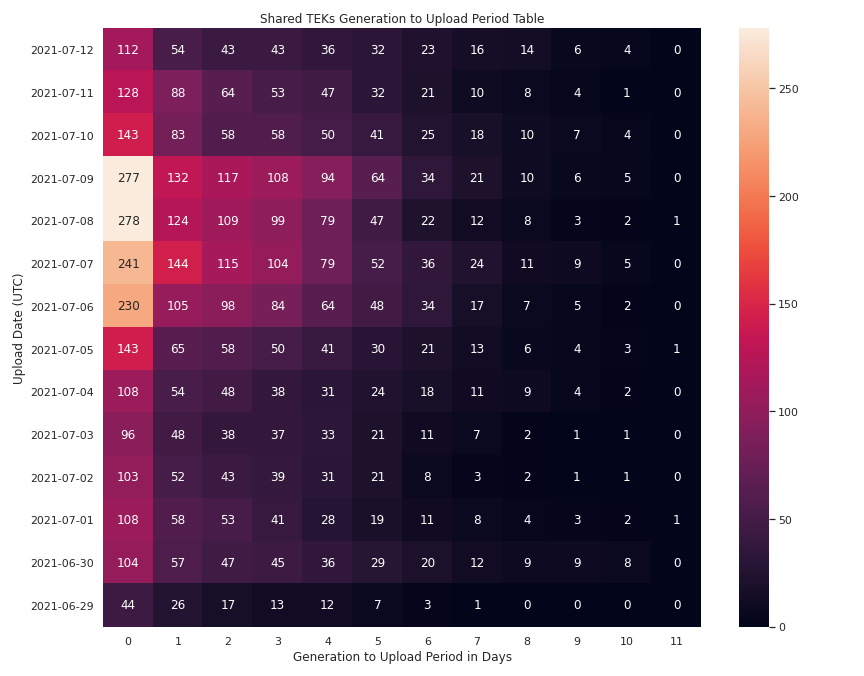 Shared TEKs Generation to Upload Period Table
Upload Date (UTC)
2021-07-12 112 54 43 43 36 32 23 16 14 6 4 0
2021-07-11 128 88 64 53 47 32 21 10 8 4 1 0
2021-07-10 143 83 58 58 50 41 25 18 10 7 4 0
2021-07-09 277 132 117 108 94 64 34 21 10 6 5 0
2021-07-08 278 124 109 99 79 47 22 12 8 3 2 1
2021-07-07 241 144 115 104 79 52 36 24 11 9 5 0
2021-07-06 230 105 98 84 64 48 34 17 7 5 2 0
2021-07-05 143 65 58 50 41 30 21 13 6 4 3 1
2021-07-04 108 54 48 38 31 24 18 11 9 4 2 0
2021-07-03 96 48 38 37 33 21 11 7 2 1 1 0
2021-07-02 103 52 43 39 31 21 8 3 2 1 1 0
2021-07-01 108 58 53 41 28 19 11 8 4 3 2 1
2021-06-30 104 57 47 45 36 29 20 12 9 9 8 0
2021-06-29 44 26 17 13 12 7 3 1 0 0 0 0
0 1 2 3 4 5 6 7 8 9 10 11
Generation to Upload Period in Days
250
200
150
100
50
0